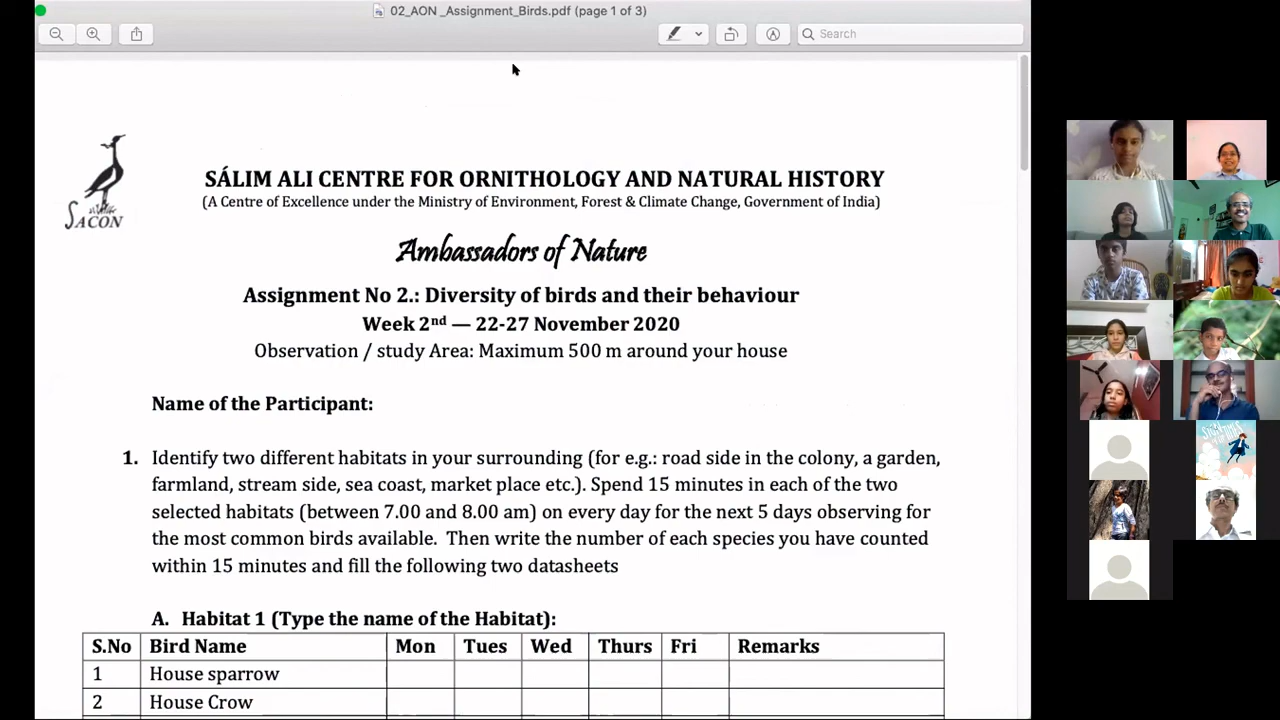 02_AON _Assignment_Birds.pdf (page 1 of 3)
Search
SACON
SÁLIM ALI CENTRE FOR ORNITHOLOGY AND NATURAL HISTORY
(A Centre of Excellence under the Ministry of Environment, Forest & Climate Change, Government of India)
Ambassadors of Nature
Assignment No 2.: Diversity of birds and their behaviour
Week 2nd — 22-27 November 2020
Observation / study Area: Maximum 500 m around your house
Name of the Participant:
1. Identify two different habitats in your surrounding (for e.g.: road side in the colony, a garden,
farmland, stream side, sea coast, market place etc.). Spend 15 minutes in each of the two
selected habitats (between 7.00 and 8.00 am) on every day for the next 5 days observing for
the most common birds available. Then write the number of each species you have counted
within 15 minutes and fill the following two datasheets
A. Habitat 1 (Type the name of the Habitat):
S.No Bird Name Mon Tues Wed Thurs Fri Remarks
1 House sparrow
2 House Crow